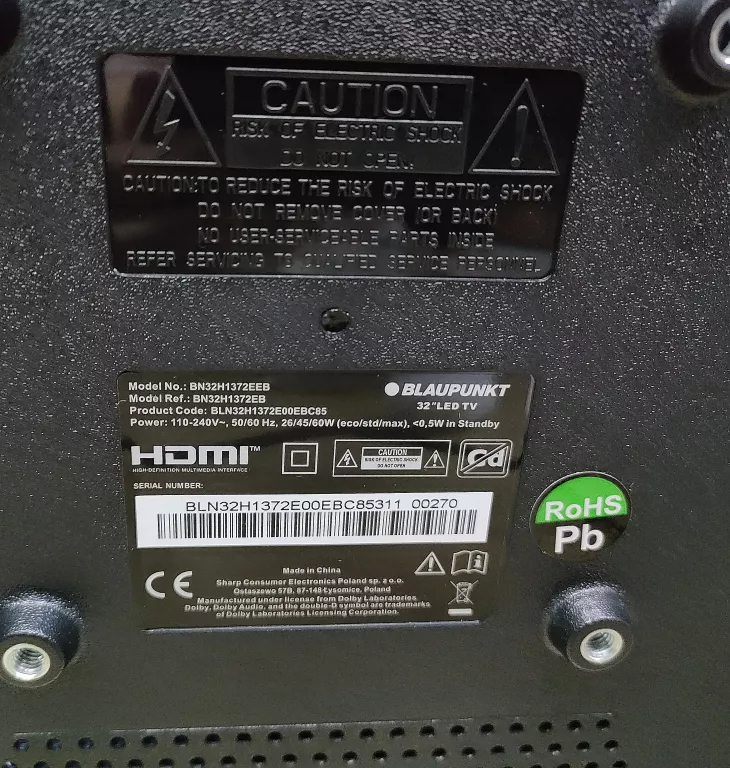 CAUTION
RISK OF ELECTRIC SHOCK
DO NOT OPEN!
CAUTION:TO REDUCE THE RISK OF ELECTRIC SHOCK
DO NOT REMOVE COVER (OR BACK)
NO USER-SERVICEABLE PARTS INSIDE
REFER SERVICING TO QUALIFIED SERVICE PERSONNEL
Model No.: BN32H1372EEB
Model Ref.: BN32H1372EB
Product Code: BLN32H1372E00EBC85
BLAUPUNKT
32"LED TV
Power: 110-240V~, 50/60 Hz, 26/45/60W (eco/std/max), <0,5W in Standby
HDMI™
HIGH-DEFINITION MULTIMEDIA INTERFACE
CAUTION
RISK OF ELECTRIC SHOCK
DO NOT OPEN
Cd
SERIAL NUMBER:
BLN32H1372E00EBC85311 00270
RoHS
Pb
CE
Made in China
Sharp Consumer Electronics Poland sp. z o.o.
Ostaszewo 57B, 87-148 Łysomice, Poland
Manufactured under license from Dolby Laboratories
Dolby, Dolby Audio, and the double-D symbol are trademarks
of Dolby Laboratories Licensing Corporation.